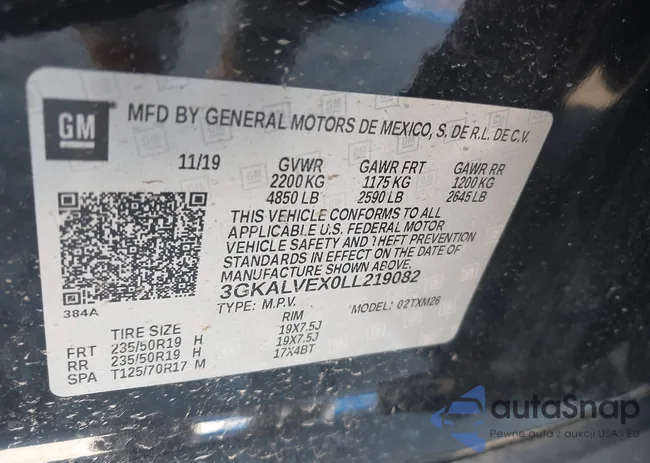 GM
MFD BY GENERAL MOTORS DE MEXICO, S. DE R.L. DE C.V.
11/19 GVWR GAWR FRT GAWR RR
2200 KG 1175 KG 1200 KG
4850 LB 2590 LB 2645 LB
THIS VEHICLE CONFORMS TO ALL
APPLICABLE U.S. FEDERAL MOTOR
VEHICLE SAFETY AND THEFT PREVENTION
STANDARDS IN EFFECT ON THE DATE OF
MANUFACTURE SHOWN ABOVE.
3GKALVEX0LL219082
384A
TYPE: M.P.V. MODEL: 02TXM26
TIRE SIZE RIM
FRT 235/50R19 H 19X7.5J
RR 235/50R19 H 19X7.5J
SPA T125/70R17 M 17X4BT
autaSnap
Pewne auta z aukcji USA - EU